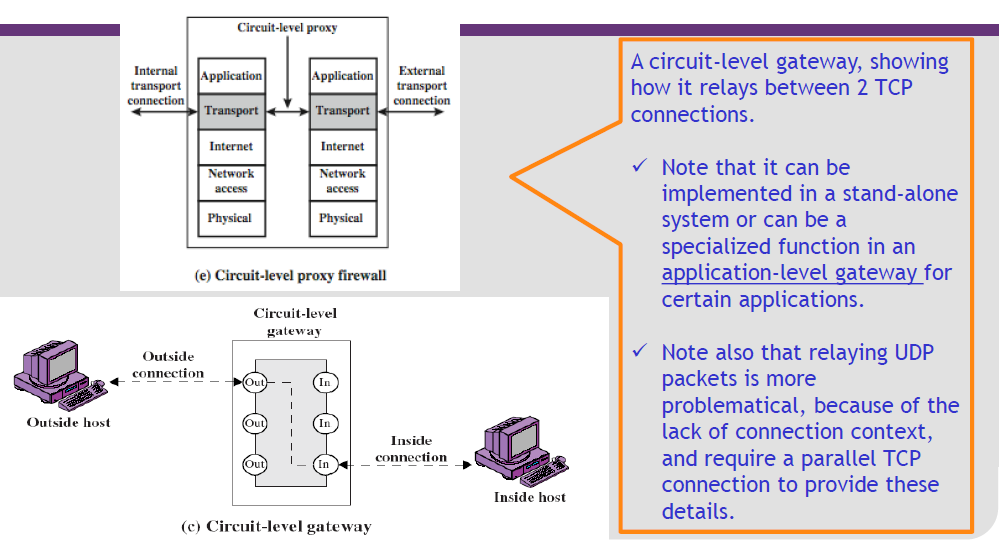 Circuit-level proxy
Internal
transport
connection
Application
Transport
Internet
Network
access
Physical
Application
Transport
Internet
Network
access
Physical
External
transport
connection
(e) Circuit-level proxy firewall
Circuit-level
gateway
Outside
connection
Outside host
Out
Out
Out
In
In
In
Inside
connection
Inside host
(c) Circuit-level gateway
A circuit-level gateway, showing
how it relays between 2 TCP
connections.
✓ Note that it can be
implemented in a stand-alone
system or can be a
specialized function in an
application-level gateway for
certain applications.
✓ Note also that relaying UDP
packets is more
problematical, because of the
lack of connection context,
and require a parallel TCP
connection to provide these
details.